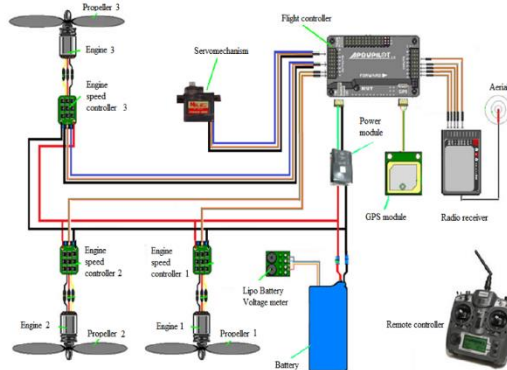 Propeller 3
Flight controller
Engine 3
Servomechanism
ARDUPILOT
FORWARD
Aerial
Engine
speed
controller 3
Power
module
GPS module
Radio receiver
Engine
speed
controller 2
Engine
speed
controller 1
Lipo Battery
Voltage meter
Engine 2
Propeller 2
Engine 1
Propeller 1
Battery
Remote controller